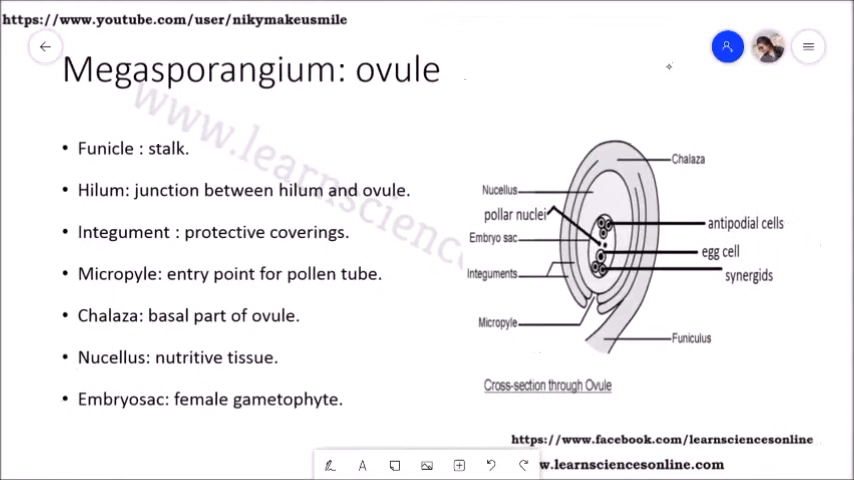 https://www.youtube.com/user/nikymakeusmile
Megasporangium: ovule
www.learnscience
• Funicle : stalk.
• Hilum: junction between hilum and ovule.
• Integument : protective coverings.
• Micropyle: entry point for pollen tube.
• Chalaza: basal part of ovule.
• Nucellus: nutritive tissue.
• Embryosac: female gametophyte.
Chalaza
Nucellus
pollar nuclei
antipodial cells
Embryo sac
egg cell
Integuments
synergids
Micropyle
Funiculus
Cross-section through Ovule
https://www.facebook.com/learnsciencesonline
w.learnsciencesonline.com
A